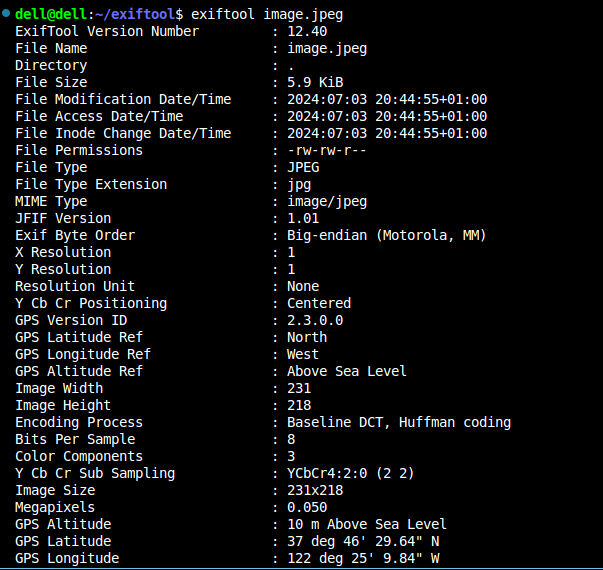 dell@dell:~/exiftool$ exiftool image.jpeg
ExifTool Version Number         : 12.40
File Name                       : image.jpeg
Directory                       : .
File Size                       : 5.9 KiB
File Modification Date/Time     : 2024:07:03 20:44:55+01:00
File Access Date/Time           : 2024:07:03 20:44:55+01:00
File Inode Change Date/Time     : 2024:07:03 20:44:55+01:00
File Permissions                : -rw-rw-r--
File Type                       : JPEG
File Type Extension             : jpg
MIME Type                       : image/jpeg
JFIF Version                    : 1.01
Exif Byte Order                 : Big-endian (Motorola, MM)
X Resolution                    : 1
Y Resolution                    : 1
Resolution Unit                 : None
Y Cb Cr Positioning             : Centered
GPS Version ID                  : 2.3.0.0
GPS Latitude Ref                : North
GPS Longitude Ref               : West
GPS Altitude Ref                : Above Sea Level
Image Width                     : 231
Image Height                    : 218
Encoding Process                : Baseline DCT, Huffman coding
Bits Per Sample                 : 8
Color Components                : 3
Y Cb Cr Sub Sampling            : YCbCr4:2:0 (2 2)
Image Size                      : 231x218
Megapixels                      : 0.050
GPS Altitude                    : 10 m Above Sea Level
GPS Latitude                    : 37 deg 46' 29.64" N
GPS Longitude                   : 122 deg 25' 9.84" W